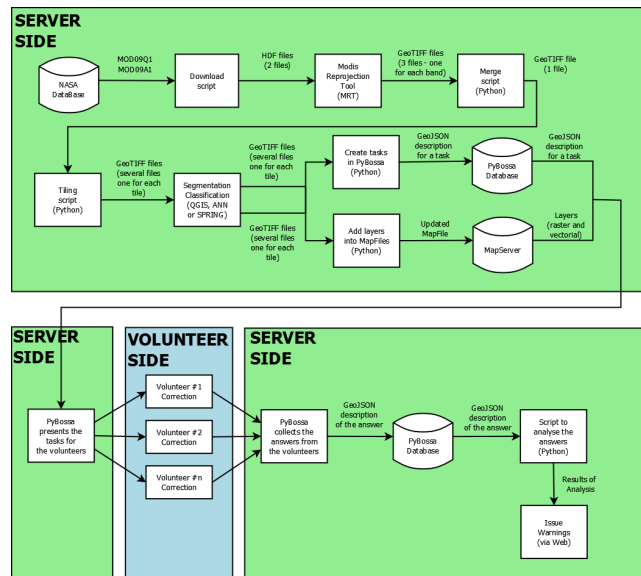 SERVER
SIDE
NASA
DataBase
MOD09Q1
MOD09A1
Download
script
HDF files
(2 files)
Modis
Reprojection
Tool
(MRT)
GeoTIFF files
(3 files - one
for each band)
Merge
script
(Python)
GeoTIFF file
(1 file)
Tiling
script
(Python)
GeoTIFF files
(several files
one for each
tile)
Segmentation
Classification
(QGIS, ANN
or SPRING)
GeoTIFF files
(several files
one for each
tile)
GeoTIFF files
(several files
one for each
tile)
Create tasks
in PyBossa
(Python)
GeoJSON
description
for a task
PyBossa
Database
GeoJSON
description
for a task
Add layers
into MapFiles
(Python)
Updated
MapFile
MapServer
Layers
(raster and
vectorial)
SERVER
SIDE
PyBossa
presents the
tasks for
the volunteers
VOLUNTEER
SIDE
Volunteer #1
Correction
Volunteer #2
Correction
Volunteer #n
Correction
SERVER
SIDE
PyBossa
collects the
answers from
the volunteers
GeoJSON
description
of the answer
PyBossa
Database
GeoJSON
description
of the answer
Script to
analyse the
answers
(Python)
Results of
Analysis
Issue
Warnings
(via Web)